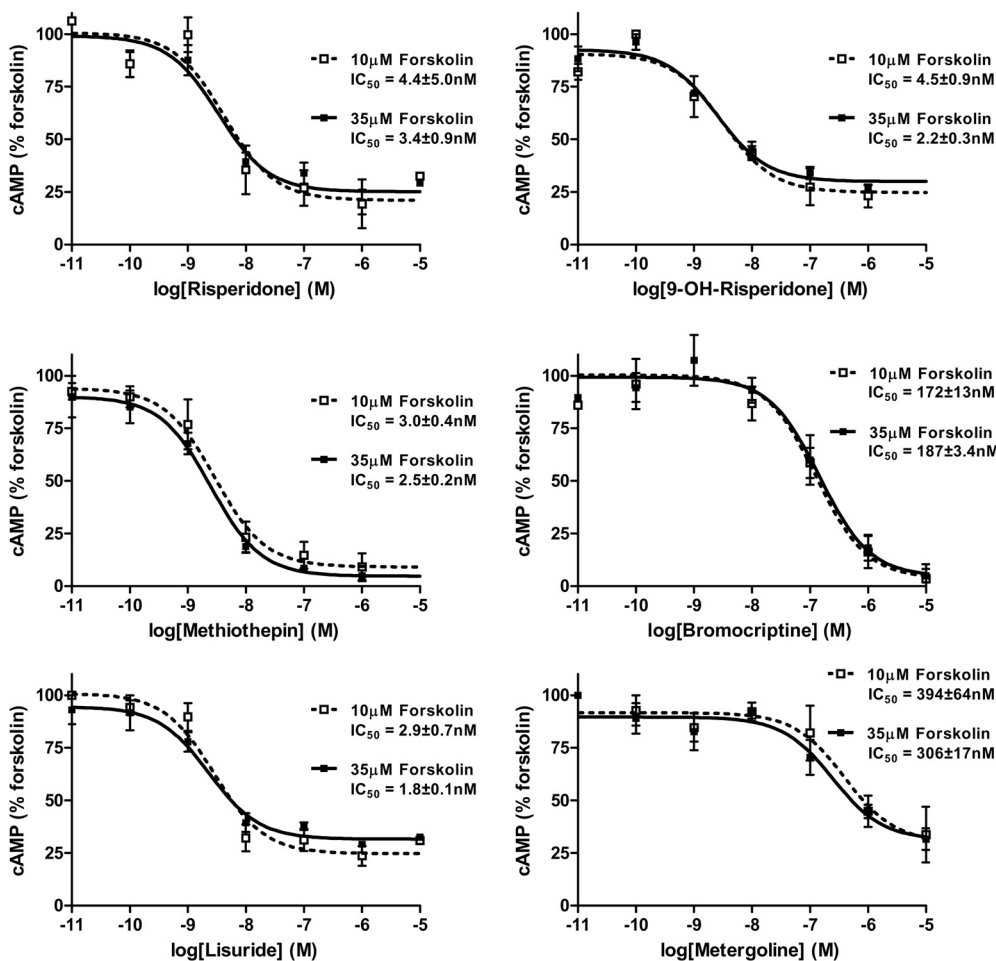 cAMP (% forskolin)
100
75
50
25
0
-11 -10 -9 -8 -7 -6 -5
log[Risperidone] (M)
10μM Forskolin
IC50 = 4.4±5.0nM
35μM Forskolin
IC50 = 3.4±0.9nM
cAMP (% forskolin)
100
75
50
25
0
-11 -10 -9 -8 -7 -6 -5
log[9-OH-Risperidone] (M)
10μM Forskolin
IC50 = 4.5±0.9nM
35μM Forskolin
IC50 = 2.2±0.3nM
cAMP (% forskolin)
100
75
50
25
0
-11 -10 -9 -8 -7 -6 -5
log[Methiothepin] (M)
10μM Forskolin
IC50 = 3.0±0.4nM
35μM Forskolin
IC50 = 2.5±0.2nM
cAMP (% forskolin)
100
75
50
25
0
-11 -10 -9 -8 -7 -6 -5
log[Bromocriptine] (M)
10μM Forskolin
IC50 = 172±13nM
35μM Forskolin
IC50 = 187±3.4nM
cAMP (% forskolin)
100
75
50
25
0
-11 -10 -9 -8 -7 -6 -5
log[Lisuride] (M)
10μM Forskolin
IC50 = 2.9±0.7nM
35μM Forskolin
IC50 = 1.8±0.1nM
cAMP (% forskolin)
100
75
50
25
0
-11 -10 -9 -8 -7 -6 -5
log[Metergoline] (M)
10μM Forskolin
IC50 = 394±64nM
35μM Forskolin
IC50 = 306±17nM